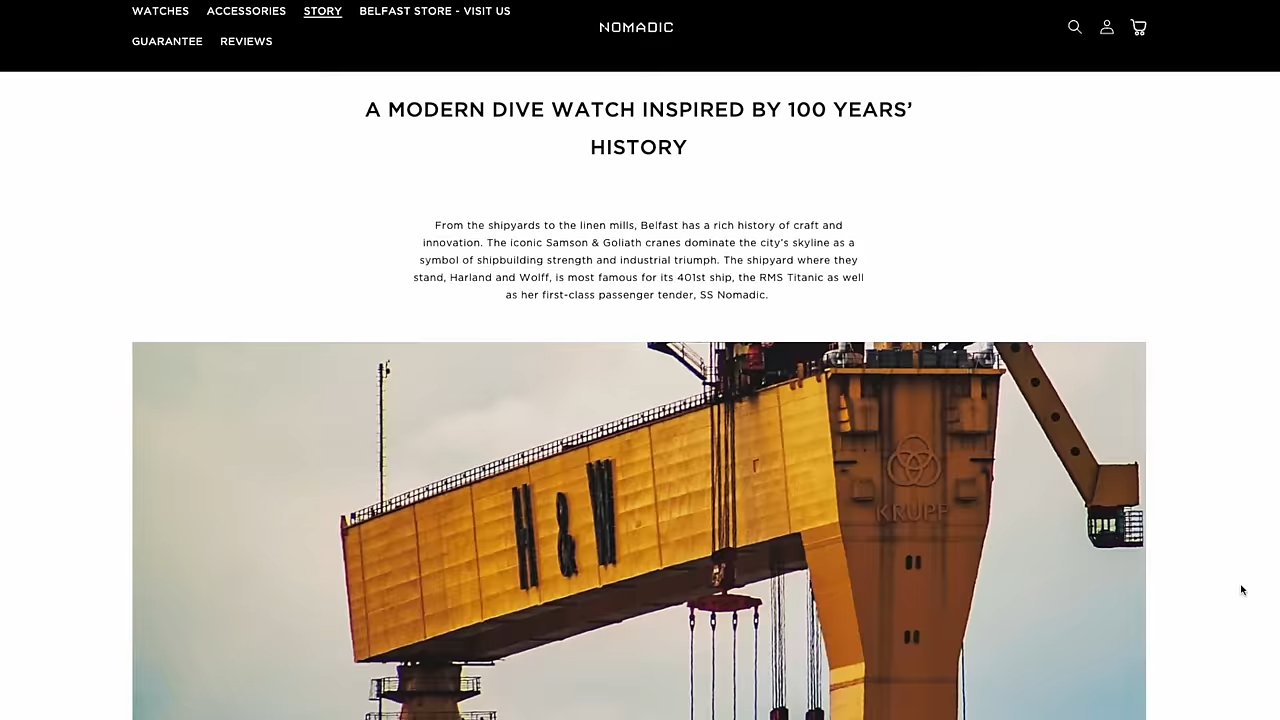 WATCHES ACCESSORIES STORY BELFAST STORE - VISIT US
GUARANTEE REVIEWS
NOMADIC
A MODERN DIVE WATCH INSPIRED BY 100 YEARS’
HISTORY
From the shipyards to the linen mills, Belfast has a rich history of craft and
innovation. The iconic Samson & Goliath cranes dominate the city's skyline as a
symbol of shipbuilding strength and industrial triumph. The shipyard where they
stand, Harland and Wolff, is most famous for its 401st ship, the RMS Titanic as well
as her first-class passenger tender, SS Nomadic.
H & W
KRUPP